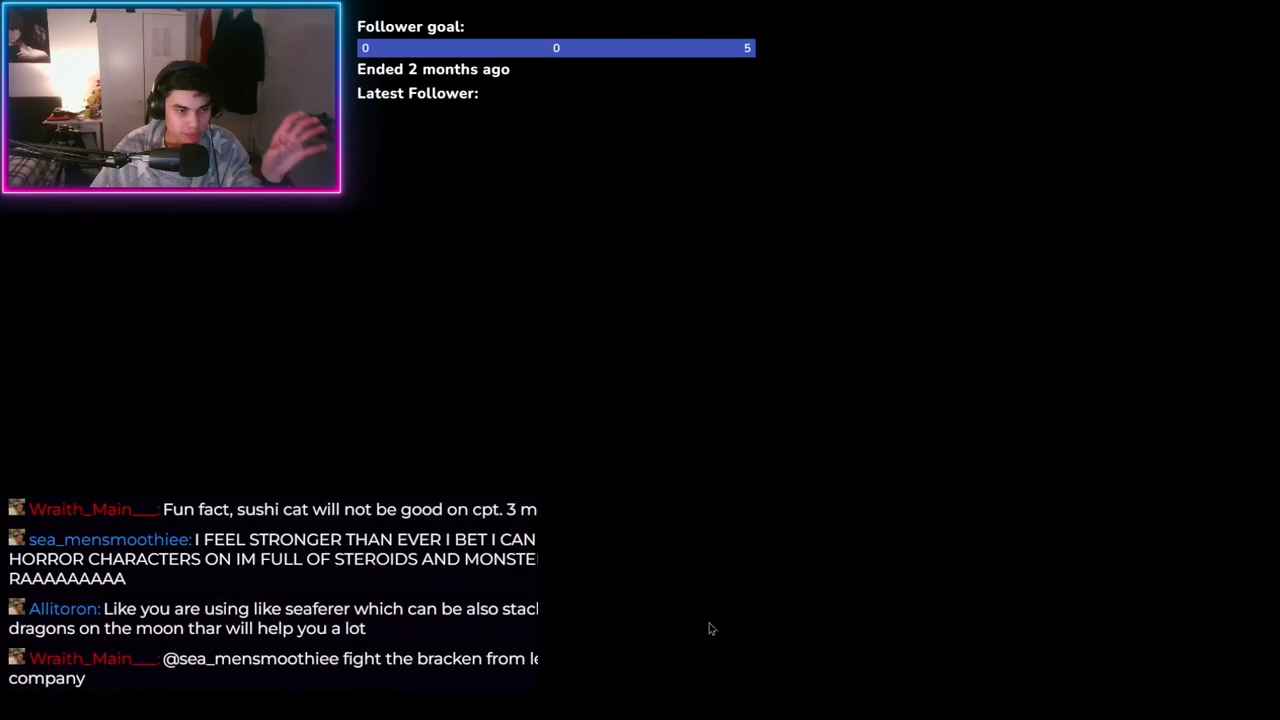 Follower goal:
0 0 5
Ended 2 months ago
Latest Follower:
Wraith_Main___: Fun fact, sushi cat will not be good on cpt. 3 m
sea_mensmoothiee: I FEEL STRONGER THAN EVER I BET I CAN
HORROR CHARACTERS ON IM FULL OF STEROIDS AND MONSTE
RAAAAAAAAA
Allitoron: Like you are using like seaferer which can be also stac
dragons on the moon thar will help you a lot
Wraith_Main___: @sea_mensmoothiee fight the bracken from le
company